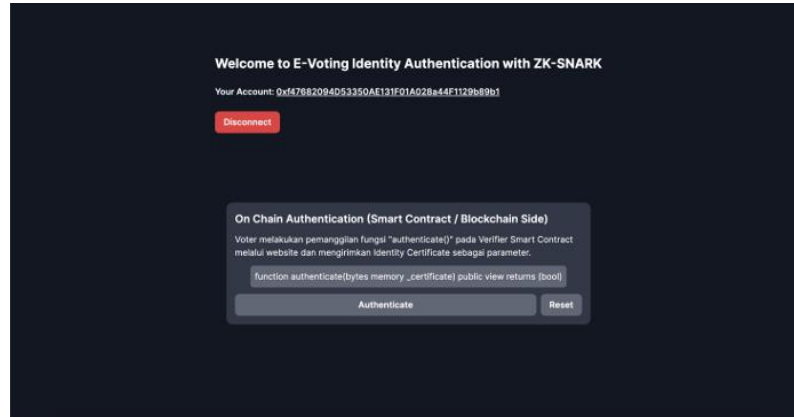 Welcome to E-Voting Identity Authentication with ZK-SNARK
Your Account: 0xf47682094D53350AE131F01A028a44F1129b89b1
Disconnect
On Chain Authentication (Smart Contract / Blockchain Side)
Voter melakukan pemanggilan fungsi "authenticate()" pada Verifier Smart Contract
melalui website dan mengirimkan Identity Certificate sebagai parameter.
function authenticate(bytes memory _certificate) public view returns (bool)
Authenticate
Reset